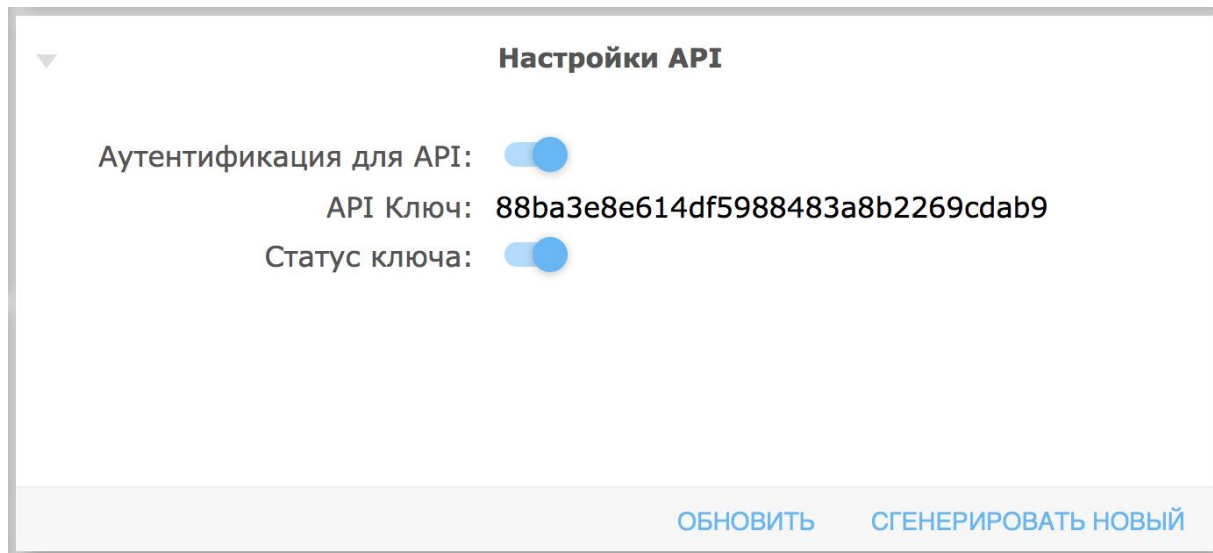 Настройки API
Аутентификация для API:
API Ключ: 88ba3e8e614df5988483a8b2269cdab9
Статус ключа:
ОБНОВИТЬ СГЕНЕРИРОВАТЬ НОВЫЙ